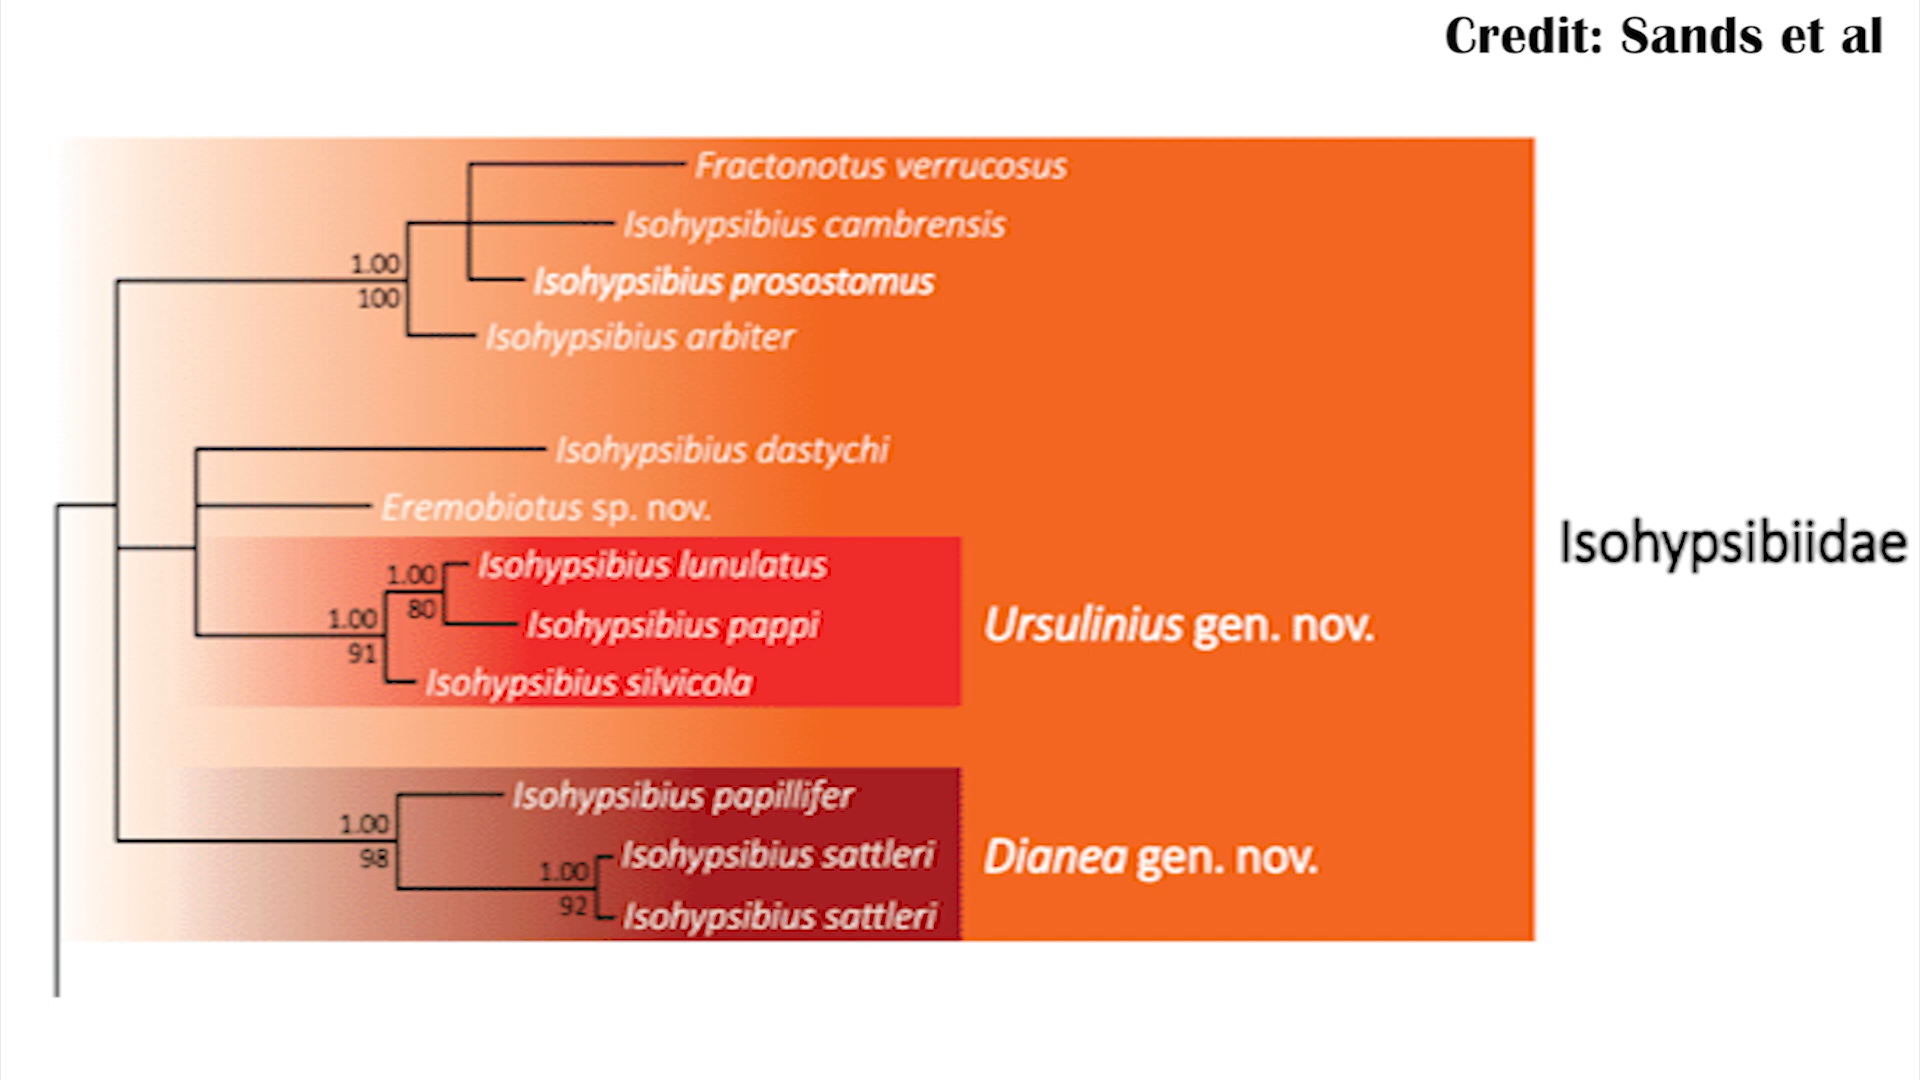 Credit: Sands et al
Fractonotus verrucosus
Isohypsibius cambrensis
1.00
100
Isohypsibius prosostomus
Isohypsibius arbiter
Isohypsibius dastychi
Eremobiotus sp. nov.
Isohypsibiidae
1.00
80
Isohypsibius lunulatus
1.00
91
Isohypsibius pappi
Ursulinius gen. nov.
Isohypsibius silvicola
Isohypsibius papillifer
1.00
98
Isohypsibius sattleri
Dianea gen. nov.
1.00
92
Isohypsibius sattleri